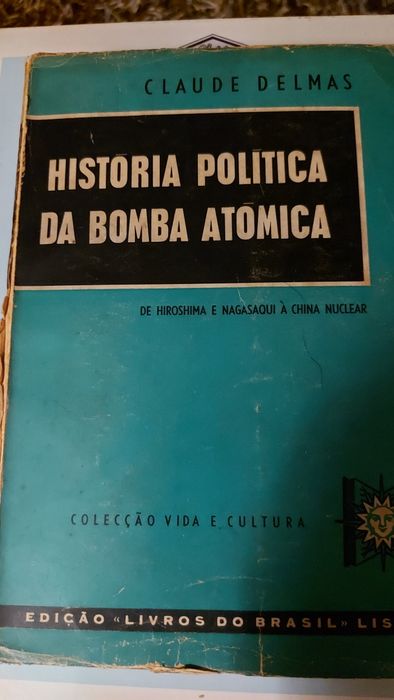 CLAUDE DELMAS
HISTÓRIA POLÍTICA
DA BOMBA ATÓMICA
DE HIROSHIMA E NAGASAQUI À CHINA NUCLEAR
COLECÇÃO VIDA E CULTURA
EDIÇÃO «LIVROS DO BRASIL» LIS